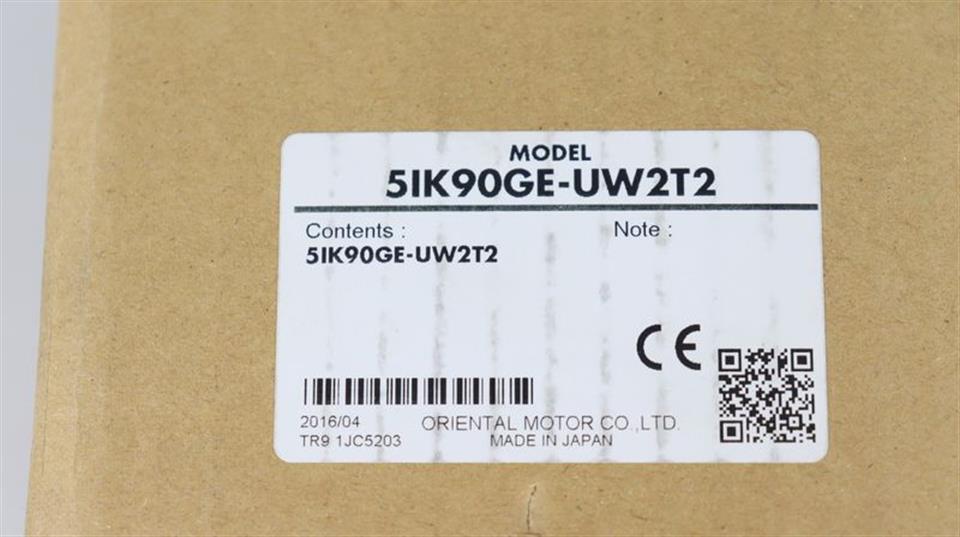 MODEL
5IK90GE-UW2T2
Contents : Note :
5IK90GE-UW2T2
CE
2016/04 ORIENTAL MOTOR CO.,LTD.
TR9 1JC5203 MADE IN JAPAN